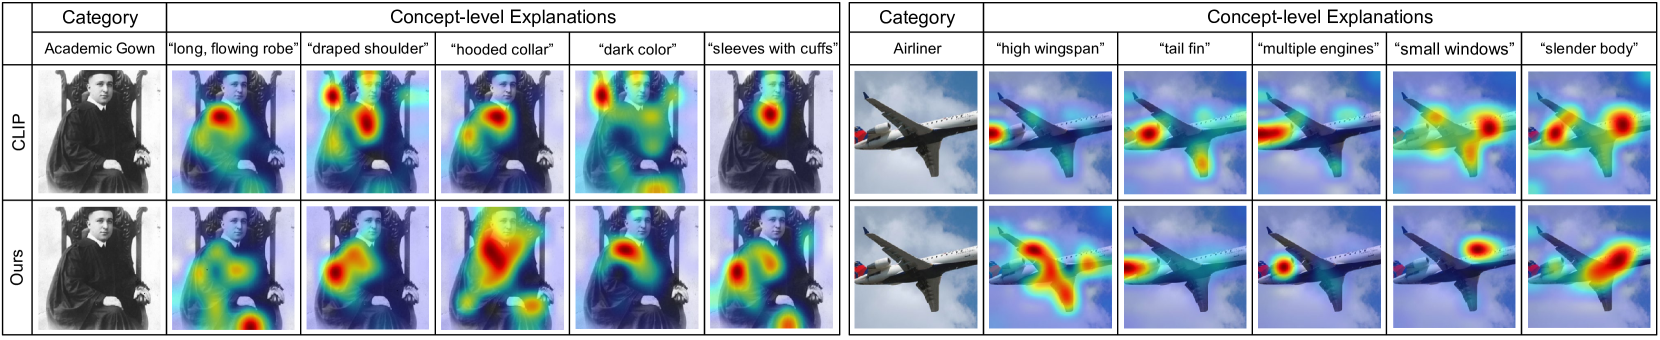 Category Concept-level Explanations Category Concept-level Explanations
Academic Gown "long, flowing robe" "draped shoulder" "hooded collar" "dark color" "sleeves with cuffs" Airliner "high wingspan" "tail fin" "multiple engines" "small windows" "slender body"
CLIP
Ours